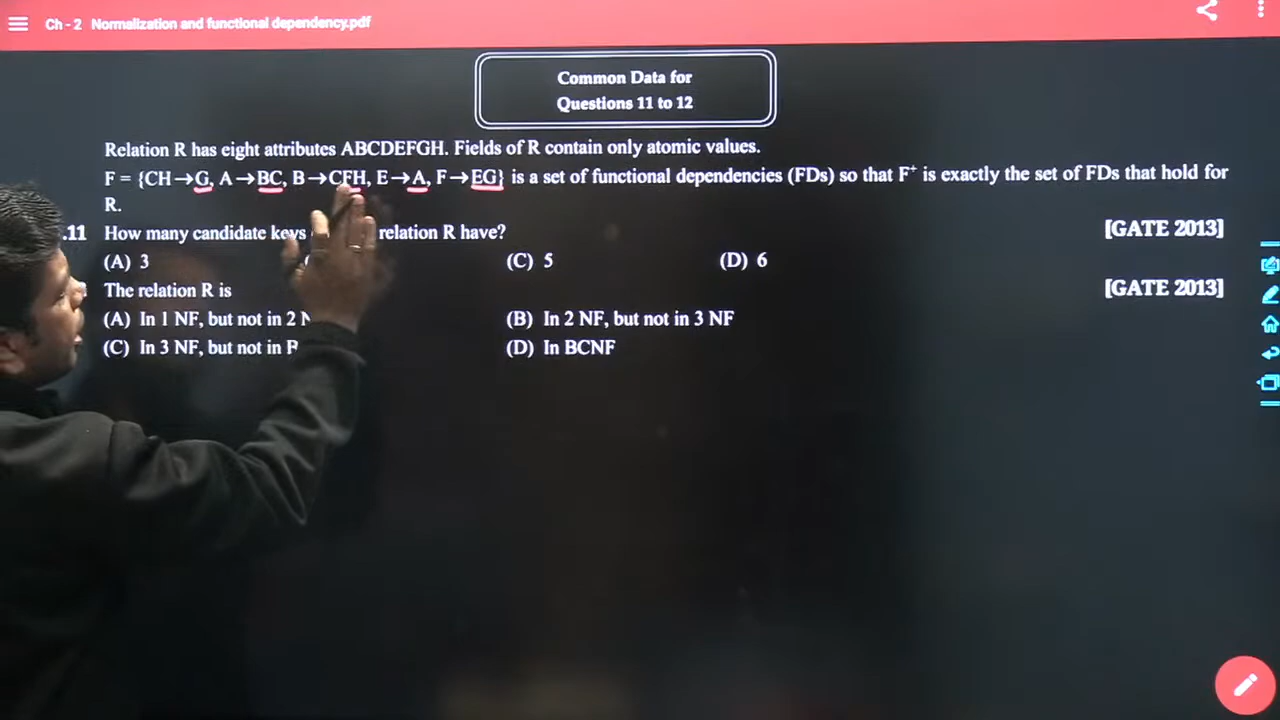 Ch - 2 Normalization and functional dependency.pdf
Common Data for
Questions 11 to 12
Relation R has eight attributes ABCDEFGH. Fields of R contain only atomic values.
F = {CH→G, A→BC, B→CFH, E→A, F→EG} is a set of functional dependencies (FDs) so that F⁺ is exactly the set of FDs that hold for
R.
.11 How many candidate keys relation R have? [GATE 2013]
(A) 3 (C) 5 (D) 6
The relation R is [GATE 2013]
(A) In 1 NF, but not in 2 (B) In 2 NF, but not in 3 NF
(C) In 3 NF, but not in (D) In BCNF